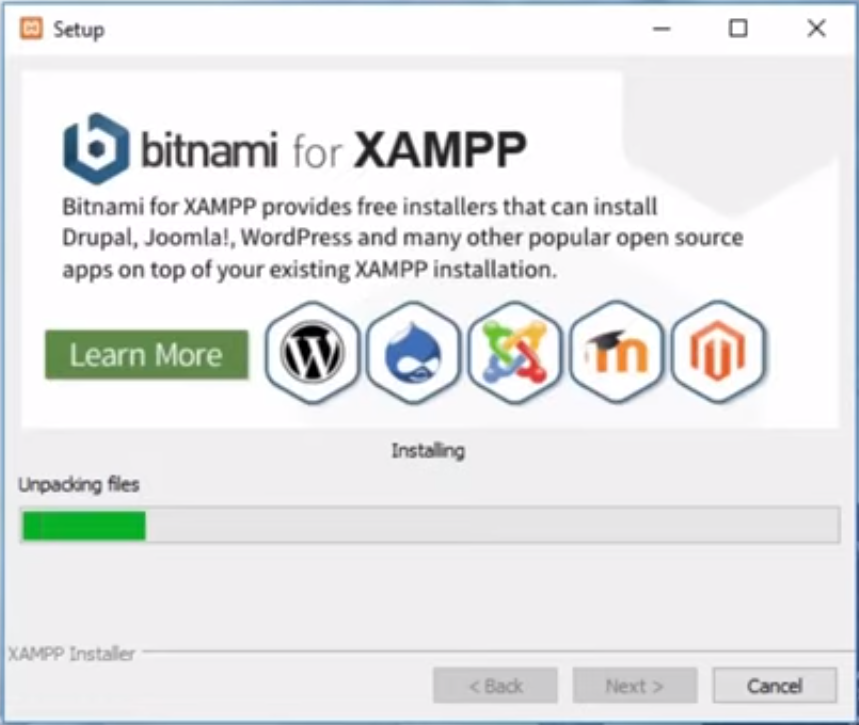 Setup
bitnami for XAMPP
Bitnami for XAMPP provides free installers that can install
Drupal, Joomla!, WordPress and many other popular open source
apps on top of your existing XAMPP installation.
Learn More
Installing
Unpacking files
XAMPP Installer
< Back Next > Cancel